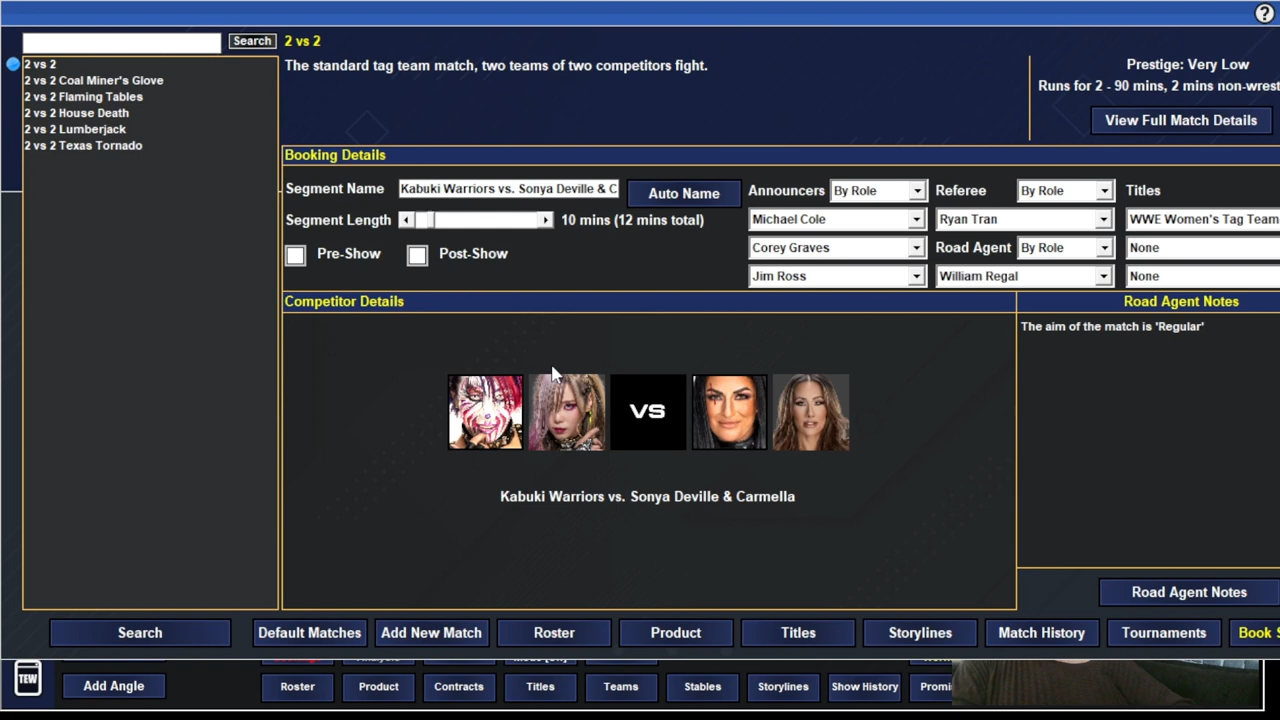 ?
Search
2 vs 2
2 vs 2
2 vs 2 Coal Miner's Glove
2 vs 2 Flaming Tables
2 vs 2 House Death
2 vs 2 Lumberjack
2 vs 2 Texas Tornado
The standard tag team match, two teams of two competitors fight.
Prestige: Very Low
Runs for 2 - 90 mins, 2 mins
View Full Match Details
Booking Details
Segment Name
Kabuki Warriors vs. Sonya Deville & C
Auto Name
Segment Length
10 mins (12 mins total)
Pre-Show
Post-Show
Announcers
By Role
Referee
By Role
Titles
Michael Cole
Ryan Tran
WWE Women's Tag Team
Corey Graves
Road Agent
By Role
None
Jim Ross
William Regal
None
Competitor Details
Road Agent Notes
The aim of the match is 'Regular'
VS
Kabuki Warriors vs. Sonya Deville & Carmella
Road Agent Notes
Search
Default Matches
Add New Match
Roster
Product
Titles
Storylines
Match History
Tournaments
Book
TEW
Add Angle
Roster
Product
Contracts
Titles
Teams
Stables
Storylines
Show History